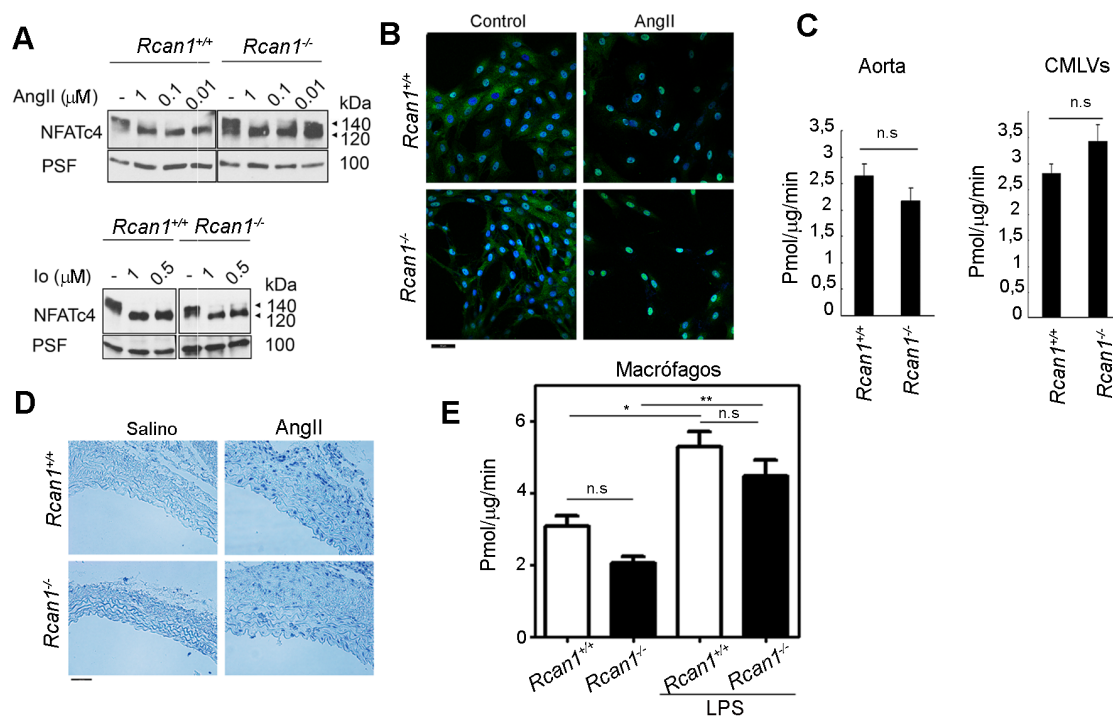 A
Rcan1+/+ Rcan1-/-
AngII (µM) - 1 0.1 0.01 - 1 0.1 0.01 kDa
NFATc4 140
120
PSF 100
Rcan1+/+ Rcan1-/-
Io (µM) - 1 0.5 - 1 0.5 kDa
NFATc4 140
120
PSF 100
B
Control AngII
Rcan1+/+
Rcan1-/-
C
Aorta
n.s
Pmol/µg/min
3,5
3
2,5
2
1,5
1
0,5
0
Rcan1+/+ Rcan1-/-
CMLVs
n.s
Pmol/µg/min
3,5
3
2,5
2
1,5
1
0,5
0
Rcan1+/+ Rcan1-/-
D
Salino AngII
Rcan1+/+
Rcan1-/-
E
Macrófagos
* **
n.s
n.s
Pmol/µg/min
6
4
2
0
Rcan1+/+ Rcan1-/- Rcan1+/+ Rcan1-/-
LPS